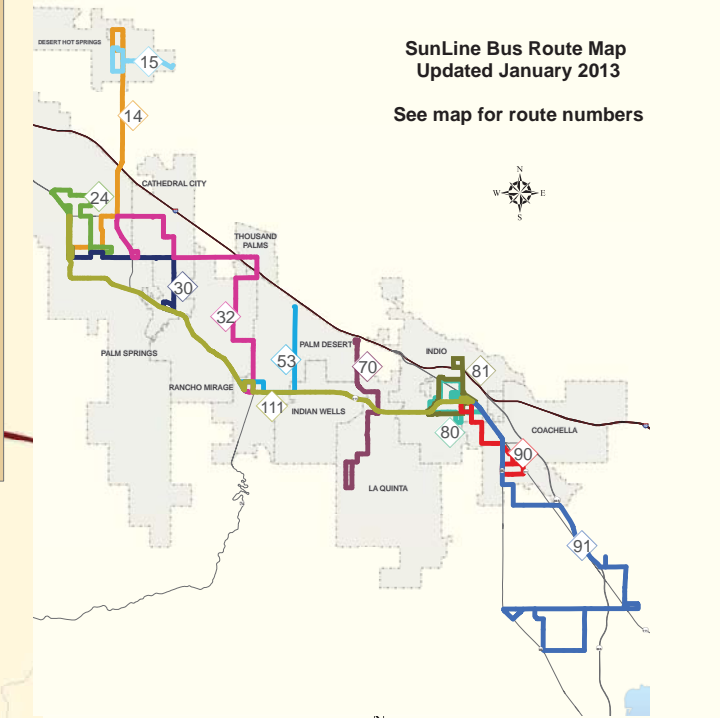 SunLine Bus Route Map
Updated January 2013
See map for route numbers
N
W
E
S
DESERT HOT SPRINGS
15
14
CATHEDRAL CITY
24
THOUSAND
PALMS
30
32
PALM SPRINGS
53
PALM DESERT
70
INDIO
81
RANCHO MIRAGE
111
INDIAN WELLS
80
COACHELLA
90
LA QUINTA
91